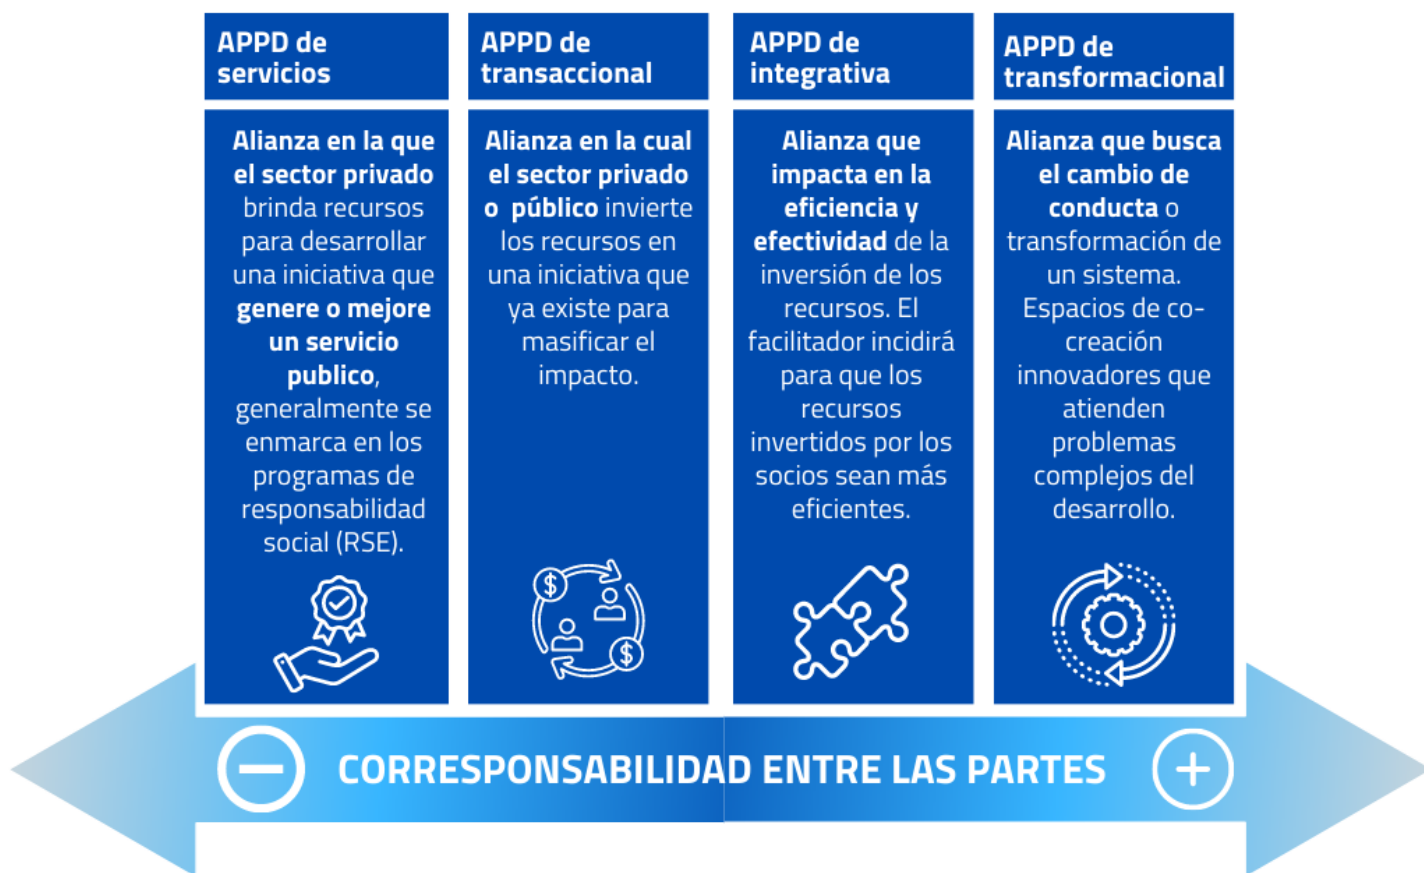 APPD de
servicios
Alianza en la que
el sector privado
brinda recursos
para desarrollar
una iniciativa que
genere o mejore
un servicio
publico,
generalmente se
enmarca en los
programas de
responsabilidad
social (RSE).
APPD de
transaccional
Alianza en la cual
el sector privado
o público invierte
los recursos en
una iniciativa que
ya existe para
masificar el
impacto.
$
$
APPD de
integrativa
Alianza que
impacta en la
eficiencia y
efectividad de la
inversión de los
recursos. El
facilitador incidirá
para que los
recursos
invertidos por los
socios sean más
eficientes.
APPD de
transformacional
Alianza que busca
el cambio de
conducta o
transformación de
un sistema.
Espacios de co-
creación
innovadores que
atienden
problemas
complejos del
desarrollo.
CORRESPONSABILIDAD ENTRE LAS PARTES